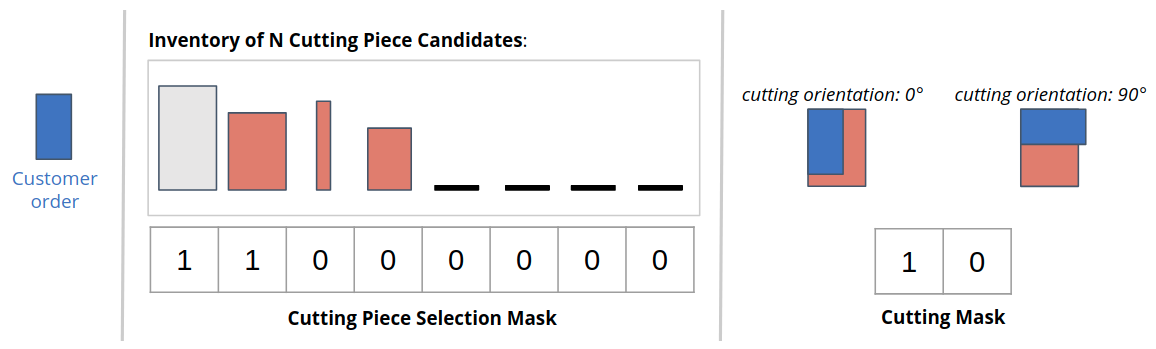 Inventory of N Cutting Piece Candidates:
Customer
order
1 1 0 0 0 0 0 0
Cutting Piece Selection Mask
cutting orientation: 0° cutting orientation: 90°
1 0
Cutting Mask